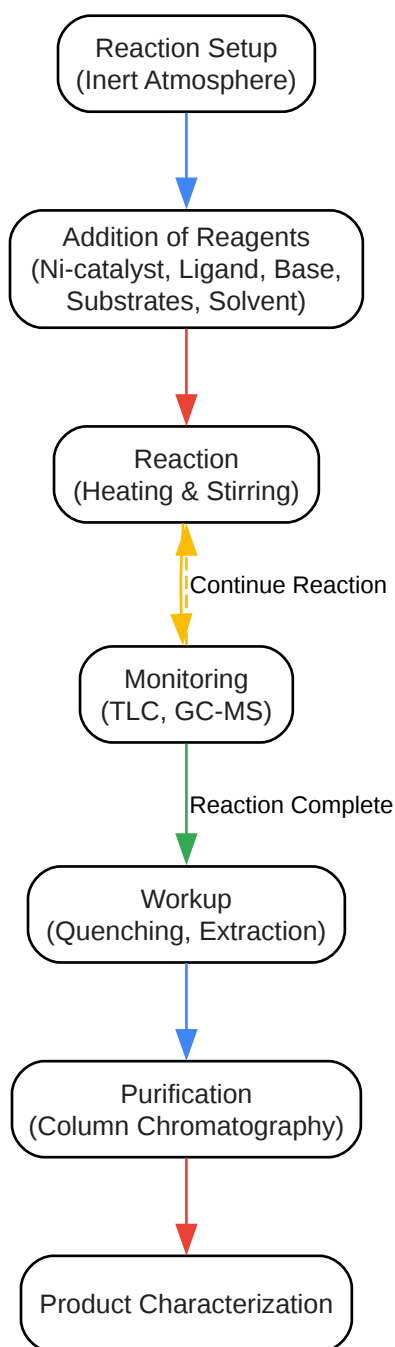 Reaction Setup
(Inert Atmosphere)
Addition of Reagents
(Ni-catalyst, Ligand, Base,
Substrates, Solvent)
Reaction
(Heating & Stirring)
Continue Reaction
Monitoring
(TLC, GC-MS)
Reaction Complete
Workup
(Quenching, Extraction)
Purification
(Column Chromatography)
Product Characterization